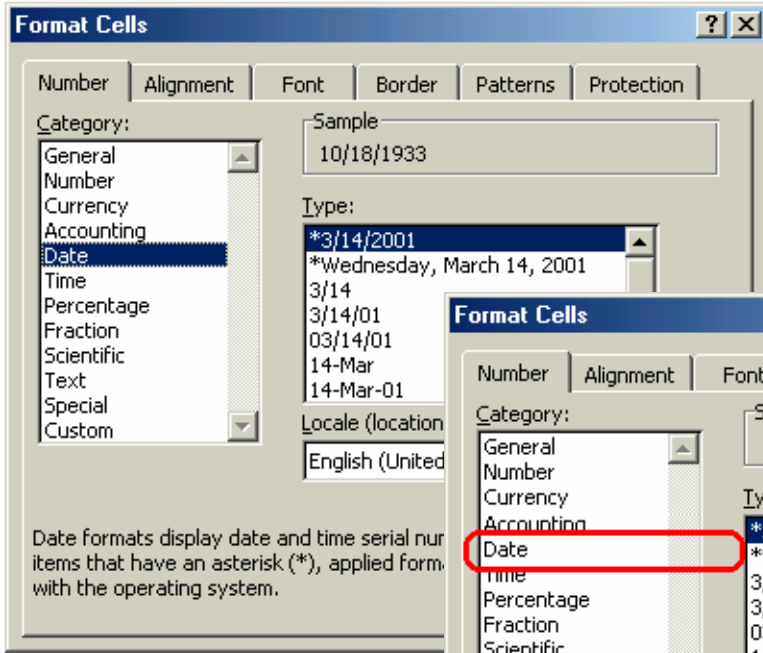 Format Cells
Number Alignment Font Border Patterns Protection
Category:
General
Number
Currency
Accounting
Date
Time
Percentage
Fraction
Scientific
Text
Special
Custom
Sample
10/18/1933
Type:
*3/14/2001
*Wednesday, March 14, 2001
3/14
3/14/01
03/14/01
14-Mar
14-Mar-01
Locale (location
English (United
Date formats display date and time serial
items that have an asterisk (*), applied
with the operating system.
Format Cells
Number Alignment Font
Category:
General
Number
Currency
Accounting
Date
Time
Percentage
Fraction
Scientific